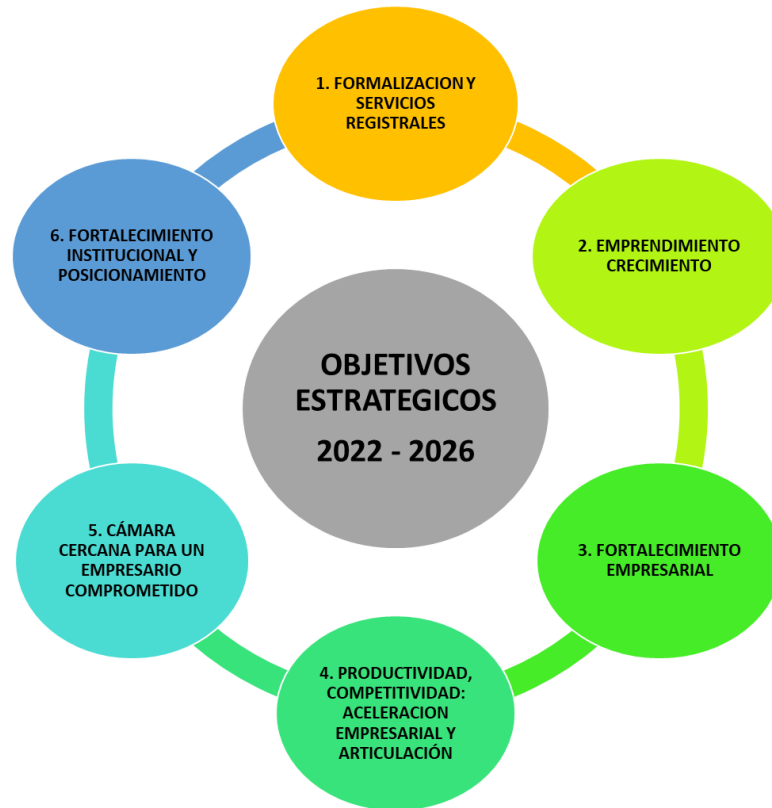 1. FORMALIZACION Y
SERVICIOS
REGISTRALES
2. EMPRENDIMIENTO
CRECIMIENTO
3. FORTALECIMIENTO
EMPRESARIAL
4. PRODUCTIVIDAD,
COMPETITIVIDAD:
ACELERACION
EMPRESARIAL Y
ARTICULACIÓN
5. CÁMARA
CERCANA PARA UN
EMPRESARIO
COMPROMETIDO
6. FORTALECIMIENTO
INSTITUCIONAL Y
POSICIONAMIENTO
OBJETIVOS
ESTRATEGICOS
2022 - 2026